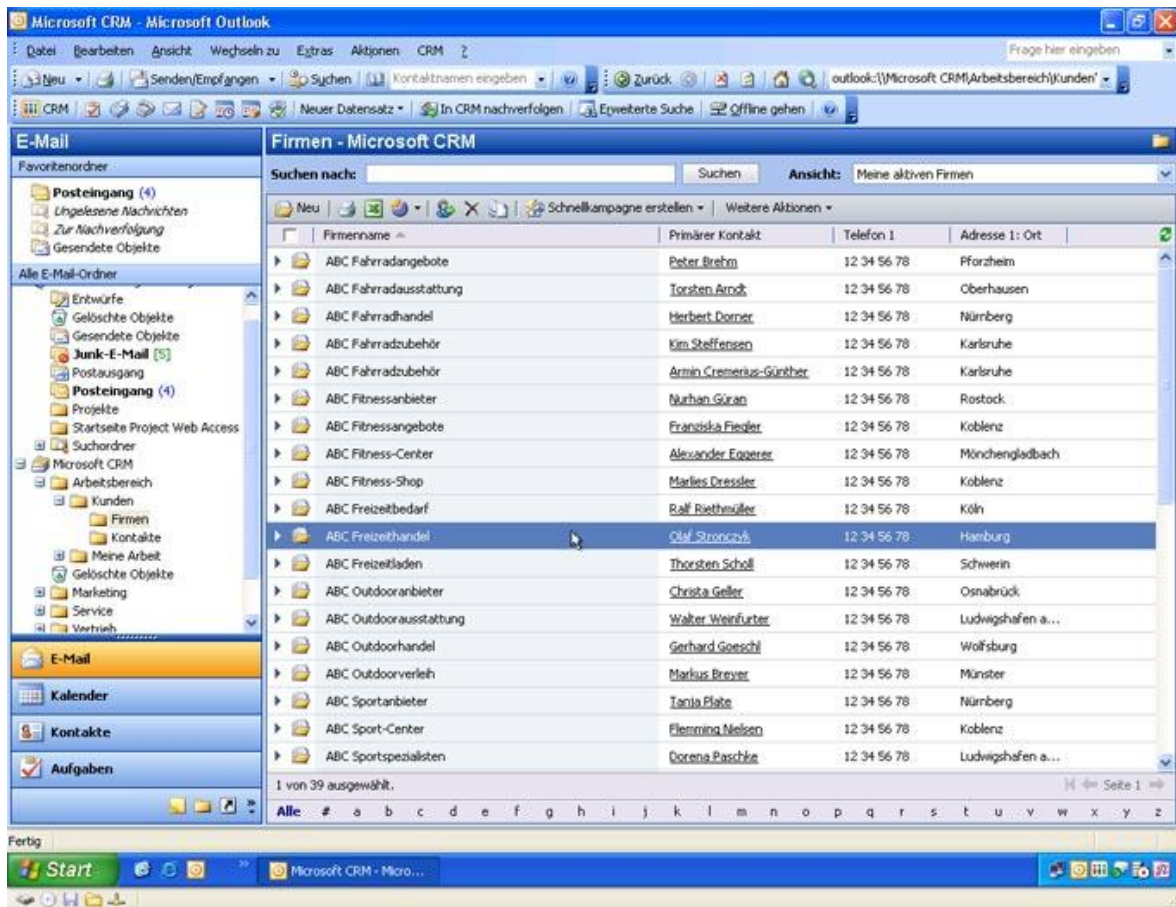 Microsoft CRM - Microsoft Outlook
Datei Bearbeiten Ansicht Wechseln zu Extras Aktionen CRM ? Frage hier eingeben
Neu Senden/Empfangen Suchen Kontaktnamen eingeben Zurück outlook:\\Microsoft CRM\Arbeitsbereich\Kunden'
CRM Neuer Datensatz In CRM nachverfolgen Erweiterte Suche Offline gehen
E-Mail
Favoritenordner
Posteingang (4)
Ungelesene Nachrichten
Zur Nachverfolgung
Gesendete Objekte
Alle E-Mail-Ordner
Entwürfe
Gelöschte Objekte
Gesendete Objekte
Junk-E-Mail [5]
Postausgang
Posteingang (4)
Projekte
Startseite Project Web Access
Suchordner
Microsoft CRM
Arbeitsbereich
Kunden
Firmen
Kontakte
Meine Arbeit
Gelöschte Objekte
Marketing
Service
Vertrieb
E-Mail
Kalender
Kontakte
Aufgaben
Firmen - Microsoft CRM
Suchen nach: Suchen Ansicht: Meine aktiven Firmen
Neu Schnellkampagne erstellen Weitere Aktionen
Firmenname Primärer Kontakt Telefon 1 Adresse 1: Ort
ABC Fahrradangebote Peter Brehm 12 34 56 78 Pforzheim
ABC Fahrradausstattung Torsten Arndt 12 34 56 78 Oberhausen
ABC Fahrradhandel Herbert Dorner 12 34 56 78 Nürnberg
ABC Fahrradzubehör Kim Steffensen 12 34 56 78 Karlsruhe
ABC Fahrradzubehör Armin Cremerius-Günther 12 34 56 78 Karlsruhe
ABC Fitnessanbieter Nurhan Güran 12 34 56 78 Rostock
ABC Fitnessangebote Franziska Fiegler 12 34 56 78 Koblenz
ABC Fitness-Center Alexander Eggerer 12 34 56 78 Mönchengladbach
ABC Fitness-Shop Marlies Dressler 12 34 56 78 Koblenz
ABC Freizeitbedarf Ralf Riethmüller 12 34 56 78 Köln
ABC Freizeithandel Olaf Stronczyk 12 34 56 78 Hamburg
ABC Freizeitladen Thorsten Scholl 12 34 56 78 Schwerin
ABC Outdooranbieter Christa Geller 12 34 56 78 Osnabrück
ABC Outdoorausstattung Walter Weinfurter 12 34 56 78 Ludwigshafen a...
ABC Outdoorhandel Gerhard Goeschl 12 34 56 78 Wolfsburg
ABC Outdoorverleih Markus Breyer 12 34 56 78 Münster
ABC Sportanbieter Tania Plate 12 34 56 78 Nürnberg
ABC Sport-Center Flemming Nielsen 12 34 56 78 Koblenz
ABC Sportspezialisten Dorena Paschke 12 34 56 78 Ludwigshafen a...
1 von 39 ausgewählt. Seite 1
Alle # a b c d e f g h i j k l m n o p q r s t u v w x y z
Fertig
Start Microsoft CRM - Micro...